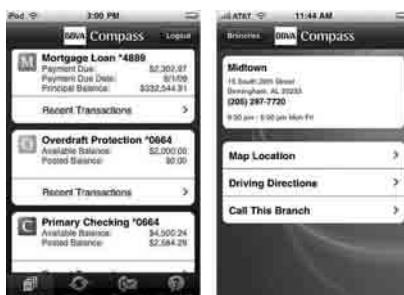 iPod 3:00 PM
BBVA Compass Logout
Mortgage Loan *4889
Payment Due: $2,302.97
Payment Due Date: 9/1/09
Principal Balance: $332,544.91
Recent Transactions
Overdraft Protection *0664
Available Balance: $2,000.00
Posted Balance: $0.00
Recent Transactions
Primary Checking *0664
Available Balance: $4,500.24
Posted Balance: $2,584.29
AT&T 11:44 AM
Branches BBVA Compass
Midtown
15 South 20th Street
Birmingham, AL 35233
(205) 297-7720
Mon-Fri
Map Location
Driving Directions
Call This Branch